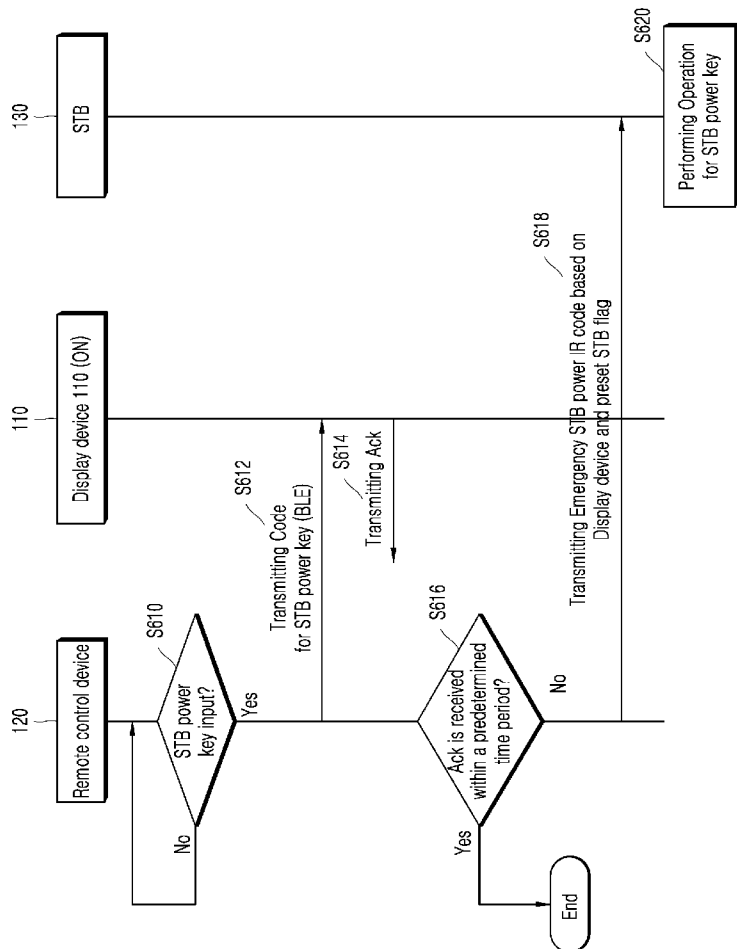 120
Remote control device
110
Display device 110 (ON)
130
STB
S610
STB power
key input?
No
Yes
S612
Transmitting Code
for STB power key (BLE)
S614
Transmitting Ack
S616
Ack is received
within a predetermined
time period?
Yes
No
End
S618
Transmitting Emergency STB power IR code based on
Display device and preset STB flag
S620
Performing Operation
for STB power key